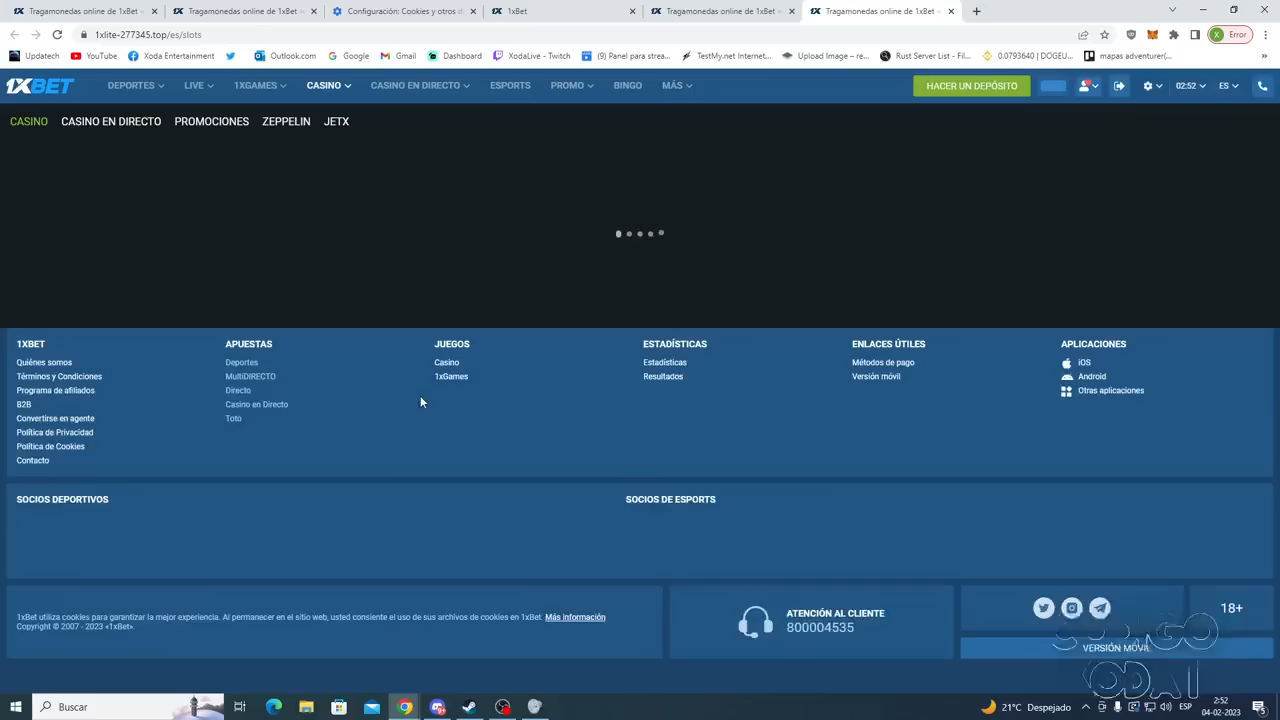 Tragamonedas online de 1xBet
Tragamonedas online de 1xBet
Configuración: Cookies y otros d
1xBet
Tragamonedas online de 1xBet
Tragamonedas online de 1xBet
1xlite-277345.top/es/slots
X Error
Updatech
YouTube
Xoda Entertainment
Outlook.com
Google
Gmail
Dashboard
XodaLive - Twitch
(9) Panel para strea...
TestMy.net Internet...
Upload Image – re...
Rust Server List - Fil...
0.0793640 | DOGEU...
mapas adventurer(...
»
1XBET
DEPORTES
LIVE
1XGAMES
CASINO
CASINO EN DIRECTO
ESPORTS
PROMO
BINGO
MÁS
HACER UN DEPÓSITO
02:52
ES
CASINO
CASINO EN DIRECTO
PROMOCIONES
ZEPPELIN
JETX
1XBET
Quiénes somos
Términos y Condiciones
Programa de afiliados
B2B
Convertirse en agente
Política de Privacidad
Política de Cookies
Contacto
APUESTAS
Deportes
MultiDIRECTO
Directo
Casino en Directo
Toto
JUEGOS
Casino
1xGames
ESTADÍSTICAS
Estadísticas
Resultados
ENLACES ÚTILES
Métodos de pago
Versión móvil
APLICACIONES
iOS
Android
Otras aplicaciones
SOCIOS DEPORTIVOS
SOCIOS DE ESPORTS
1xBet utiliza cookies para garantizar la mejor experiencia. Al permanecer en el sitio web, usted consiente el uso de sus archivos de cookies en 1xBet. Más información
Copyright © 2007 - 2023 «1xBet».
ATENCIÓN AL CLIENTE
800004535
18+
VERSIÓN MÓVIL
Buscar
21°C Despejado
ESP
2:52
04-02-2023